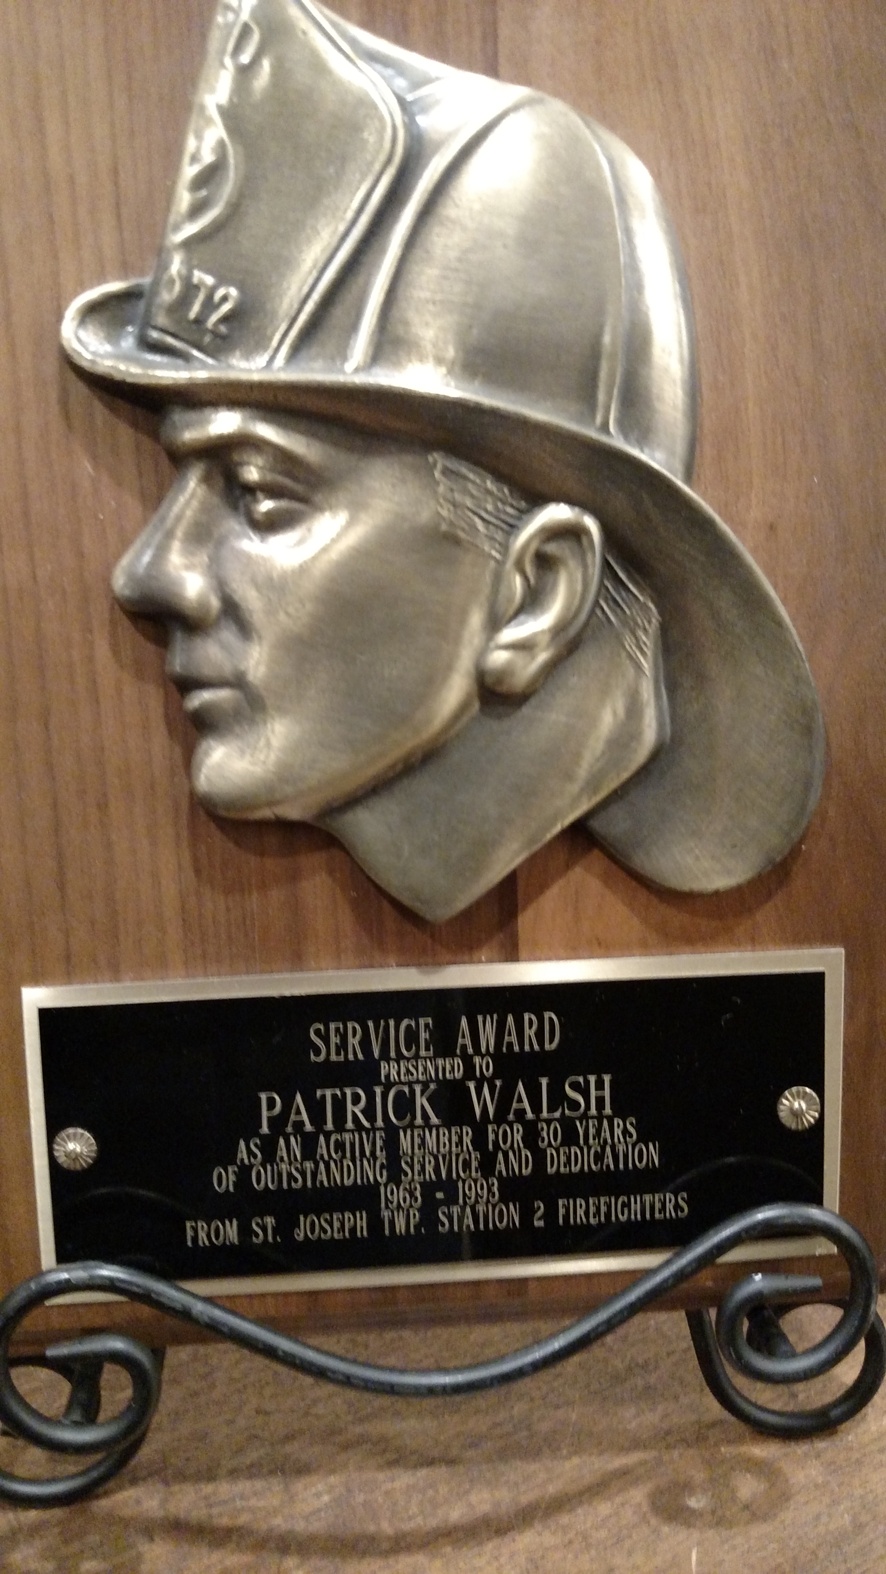 72
SERVICE AWARD
PRESENTED TO
PATRICK WALSH
AS AN ACTIVE MEMBER FOR 30 YEARS
OF OUTSTANDING SERVICE AND DEDICATION
1963 - 1993
FROM ST. JOSEPH TWP. STATION 2 FIREFIGHTERS